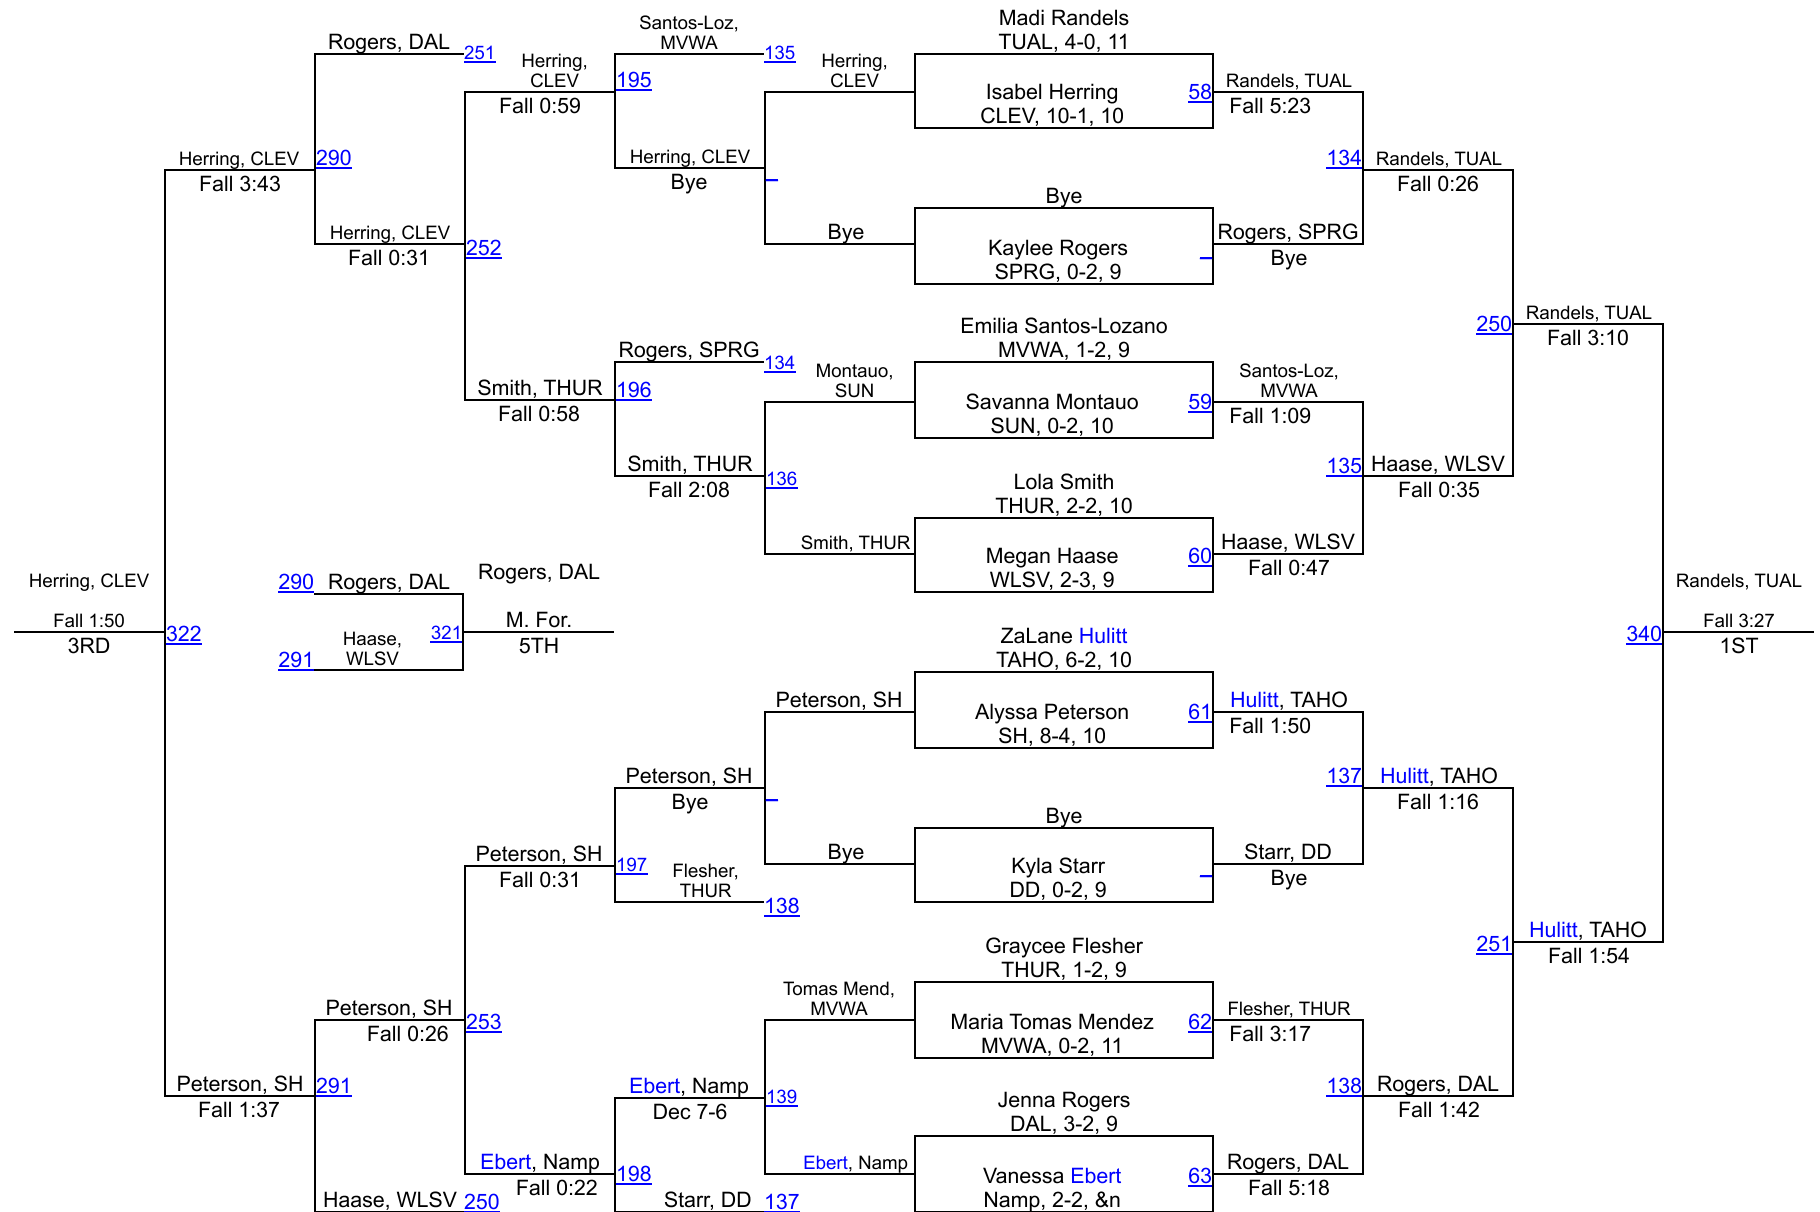 Madi Randels
TUAL, 4-0, 11
Santos-Loz,
MVWA
135
Rogers, DAL
251
Herring,
CLEV
195
Fall 0:59
Herring,
CLEV
Isabel Herring
CLEV, 10-1, 10
58
Randels, TUAL
Fall 5:23
Herring, CLEV
290
Fall 3:43
Herring, CLEV
Bye
134
Randels, TUAL
Fall 0:26
Bye
Herring, CLEV
252
Fall 0:31
Bye
Kaylee Rogers
SPRG, 0-2, 9
Rogers, SPRG
Bye
Emilia Santos-Lozano
MVWA, 1-2, 9
250
Randels, TUAL
Fall 3:10
Rogers, SPRG
134
Smith, THUR
196
Fall 0:58
Montauo,
SUN
Savanna Montauo
SUN, 0-2, 10
59
Santos-Loz,
MVWA
Fall 1:09
Smith, THUR
136
Fall 2:08
Lola Smith
THUR, 2-2, 10
135
Haase, WLSV
Fall 0:35
Smith, THUR
Megan Haase
WLSV, 2-3, 9
60
Haase, WLSV
Fall 0:47
Herring, CLEV
Fall 1:50
322
3RD
290
Rogers, DAL
Rogers, DAL
291
Haase,
WLSV
321
M. For.
5TH
ZaLane Hulitt
TAHO, 6-2, 10
Randels, TUAL
340
Fall 3:27
1ST
Peterson, SH
Alyssa Peterson
SH, 8-4, 10
61
Hulitt, TAHO
Fall 1:50
Peterson, SH
Bye
137
Hulitt, TAHO
Fall 1:16
Bye
Peterson, SH
197
Fall 0:31
Flesher,
THUR
138
Bye
Kyla Starr
DD, 0-2, 9
Starr, DD
Bye
Graycee Flesher
THUR, 1-2, 9
251
Hulitt, TAHO
Fall 1:54
Peterson, SH
253
Fall 0:26
Tomas Mend,
MVWA
Maria Tomas Mendez
MVWA, 0-2, 11
62
Flesher, THUR
Fall 3:17
Peterson, SH
291
Fall 1:37
Ebert, Namp
139
Dec 7-6
Jenna Rogers
DAL, 3-2, 9
138
Rogers, DAL
Fall 1:42
Ebert, Namp
198
Fall 0:22
Ebert, Namp
Vanessa Ebert
Namp, 2-2, &n
63
Rogers, DAL
Fall 5:18
Haase, WLSV
250
Starr, DD
137